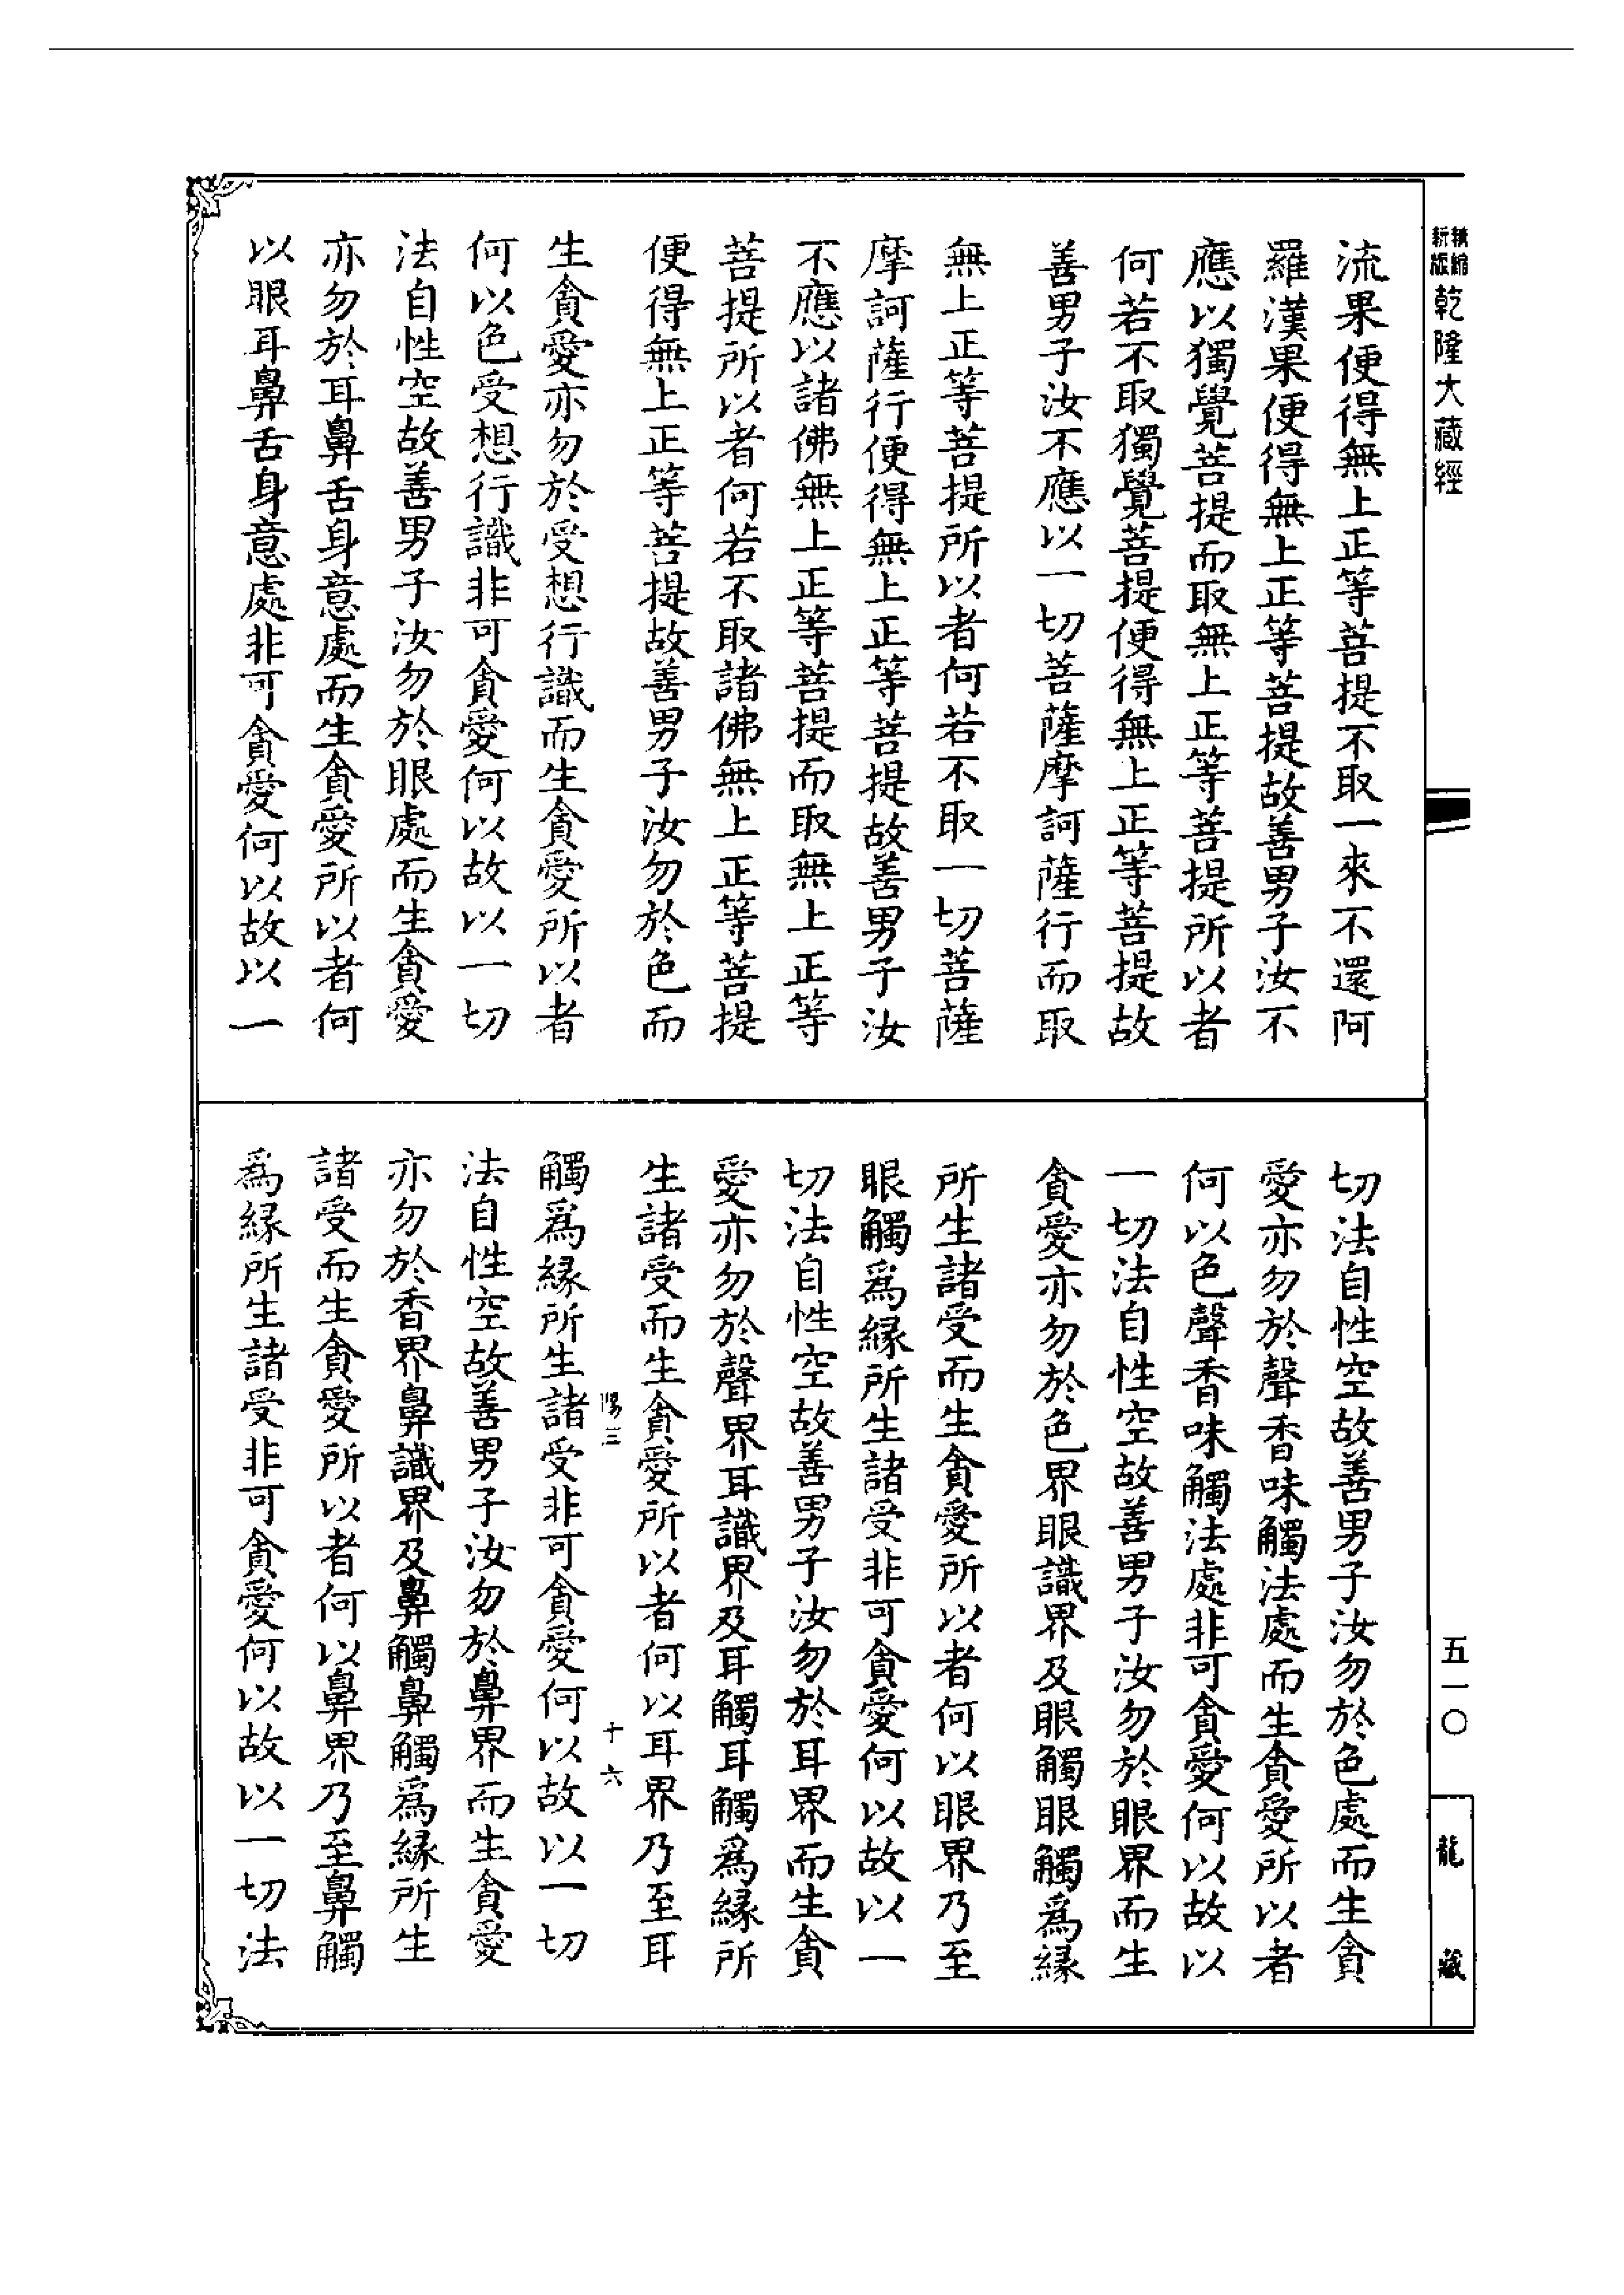 精縮
新版
乾隆大藏經
流果便得無上正等菩提不取一來不還阿
羅漢果便得無上正等菩提故善男子汝不
應以獨覺菩提而取無上正等菩提所以者
何若不取獨覺菩提便得無上正等菩提故
善男子汝不應以一切菩薩摩訶薩行而取
無上正等菩提所以者何若不取一切菩薩
摩訶薩行便得無上正等菩提故善男子汝
不應以諸佛無上正等菩提而取無上正等
菩提所以者何若不取諸佛無上正等菩提
便得無上正等菩提故善男子汝勿於色而
生貪愛亦勿於受想行識而生貪愛所以者
何以色受想行識非可貪愛何以故以一切
法自性空故善男子汝勿於眼處而生貪愛
亦勿於耳鼻舌身意處而生貪愛所以者何
以眼耳鼻舌身意處非可貪愛何以故以一
切法自性空故善男子汝勿於色處而生貪
愛亦勿於聲香味觸法處而生貪愛所以者
何以色聲香味觸法處非可貪愛何以故以
一切法自性空故善男子汝勿於眼界而生
貪愛亦勿於色界眼識界及眼觸眼觸爲緣
所生諸受而生貪愛所以者何以眼界乃至
眼觸爲緣所生諸受非可貪愛何以故以一
切法自性空故善男子汝勿於耳界而生貪
愛亦勿於聲界耳識界及耳觸耳觸爲緣所
生諸受而生貪愛所以者何以耳界乃至耳
陽三
十六
觸爲緣所生諸受非可貪愛何以故以一切
法自性空故善男子汝勿於鼻界而生貪愛
亦勿於香界鼻識界及鼻觸鼻觸爲緣所生
諸受而生貪愛所以者何以鼻界乃至鼻觸
爲緣所生諸受非可貪愛何以故以一切法
五一〇
龍藏